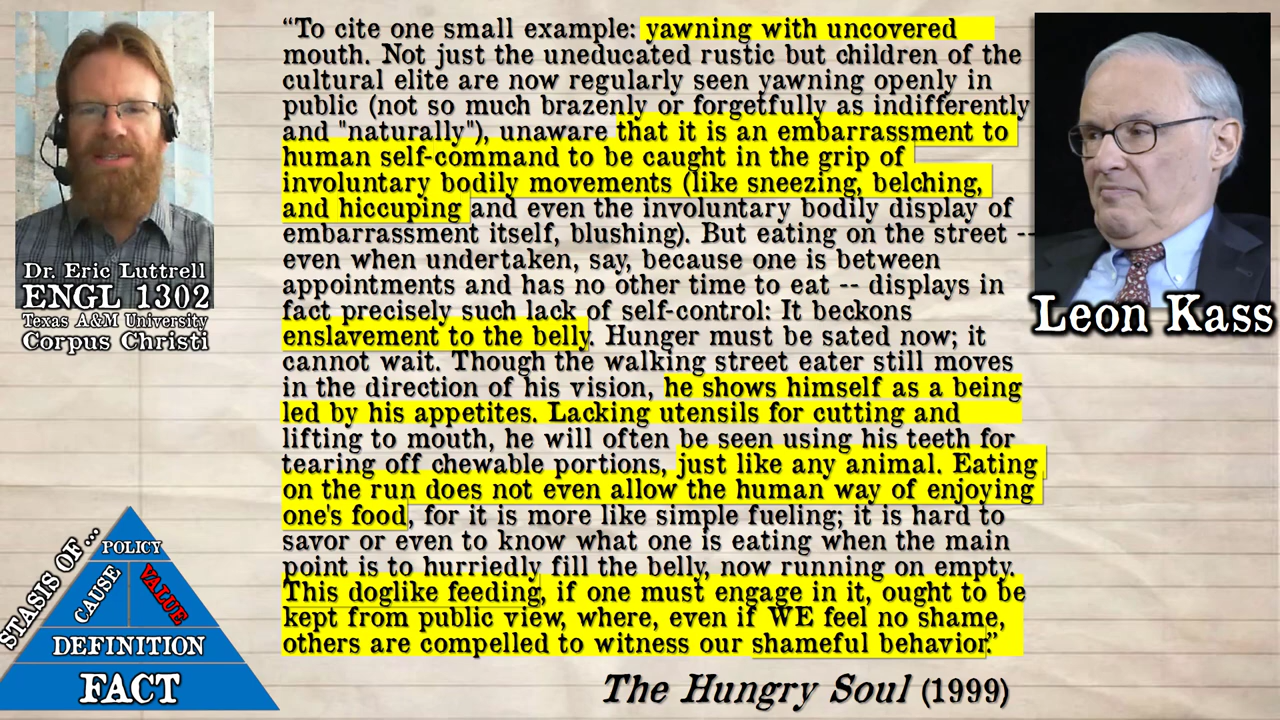 “To cite one small example: yawning with uncovered
mouth. Not just the uneducated rustic but children of the
cultural elite are now regularly seen yawning openly in
public (not so much brazenly or forgetfully as indifferently
and "naturally"), unaware that it is an embarrassment to
human self-command to be caught in the grip of
involuntary bodily movements (like sneezing, belching,
and hiccuping and even the involuntary bodily display of
embarrassment itself, blushing). But eating on the street --
even when undertaken, say, because one is between
appointments and has no other time to eat -- displays in
fact precisely such lack of self-control: It beckons
enslavement to the belly. Hunger must be sated now; it
cannot wait. Though the walking street eater still moves
in the direction of his vision, he shows himself as a being
led by his appetites. Lacking utensils for cutting and
lifting to mouth, he will often be seen using his teeth for
tearing off chewable portions, just like any animal. Eating
on the run does not even allow the human way of enjoying
one's food, for it is more like simple fueling; it is hard to
savor or even to know what one is eating when the main
point is to hurriedly fill the belly, now running on empty.
This doglike feeding, if one must engage in it, ought to be
kept from public view, where, even if WE feel no shame,
others are compelled to witness our shameful behavior.”
The Hungry Soul (1999)
Dr. Eric Luttrell
ENGL 1302
Texas A&M University
Corpus Christi
Leon Kass
STASIS OF...
POLICY
CAUSE
VALUE
DEFINITION
FACT